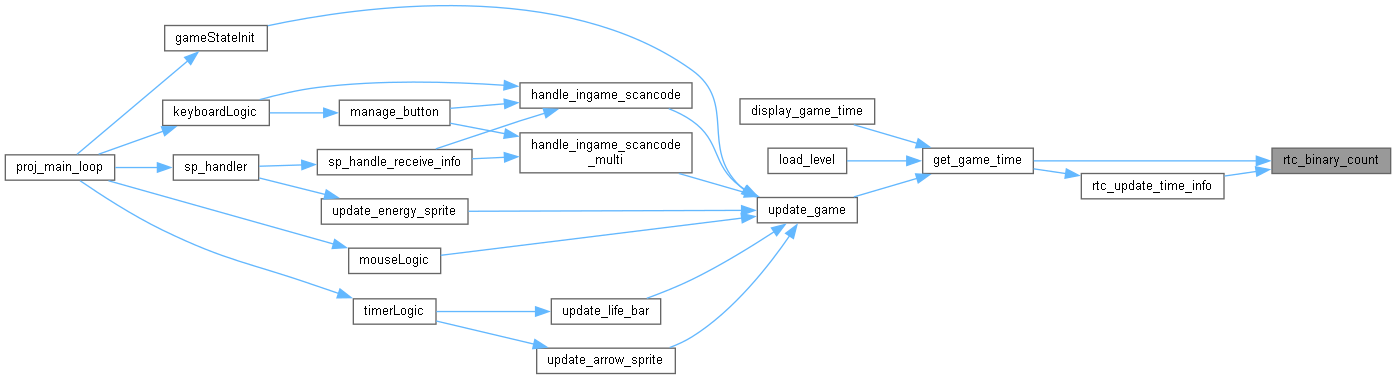 gameStateInit
keyboardLogic
proj_main_loop
sp_handler
manage_button
sp_handle_receive_info
update_energy_sprite
mouseLogic
timerLogic
handle_ingame_scancode
handle_ingame_scancode
_multi
update_life_bar
update_arrow_sprite
display_game_time
load_level
update_game
get_game_time
rtc_update_time_info
rtc_binary_count